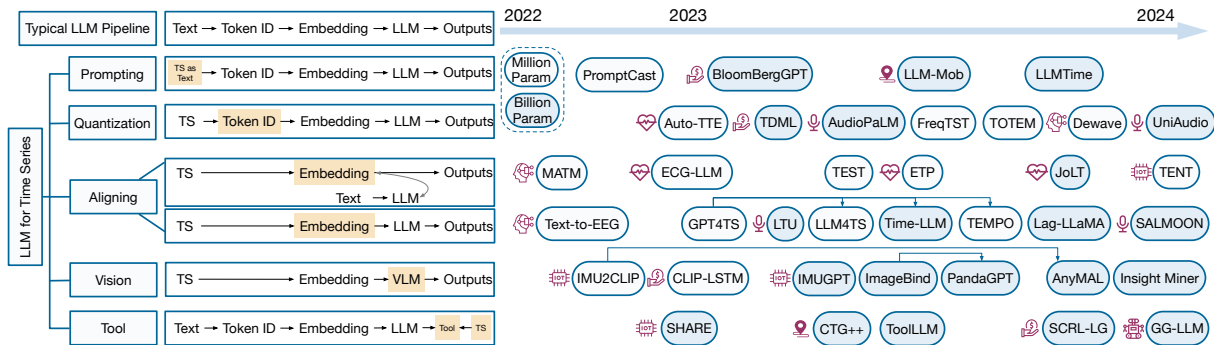 2022 2023 2024
Typical LLM Pipeline Text Token ID Embedding LLM Outputs
LLM for Time Series
Million
Param
Billion
Param
Prompting TS as
Text Token ID Embedding LLM Outputs
PromptCast BloomBergGPT LLM-Mob LLMTime
Quantization TS Token ID Embedding LLM Outputs
Auto-TTE TDML AudioPaLM FreqTST TOTEM Dewave UniAudio
Aligning
TS Embedding Outputs
Text LLM
MATM ECG-LLM TEST ETP JoLT IOT TENT
TS Embedding LLM Outputs
Text-to-EEG GPT4TS LTU LLM4TS Time-LLM TEMPO Lag-LLaMA SALMOON
Vision TS Embedding VLM Outputs
IOT IMU2CLIP $ CLIP-LSTM IOT IMUGPT ImageBind PandaGPT AnyMAL Insight Miner
Tool Text Token ID Embedding LLM Tool TS
IOT SHARE CTG++ ToolLLM $ SCRL-LG GG-LLM